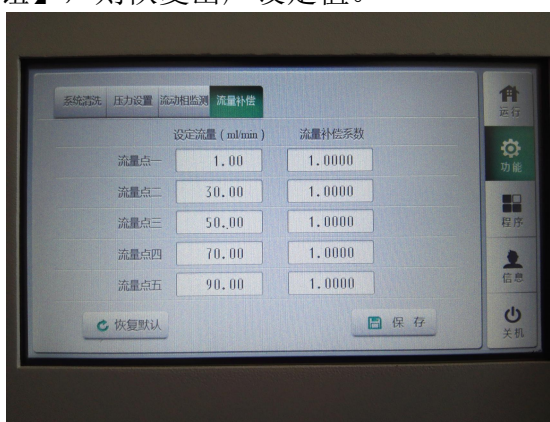 ，则恢复出厂设定值。
系统清洗 压力设置 流动相监测 流量补偿
运行
设定流量 ( ml/min ) 流量补偿系数
流量点一 1.00 1.0000
功能
流量点二 30.00 1.0000
流量点三 50.00 1.0000
程序
流量点四 70.00 1.0000
信息
流量点五 90.00 1.0000
恢复默认 保 存
关机